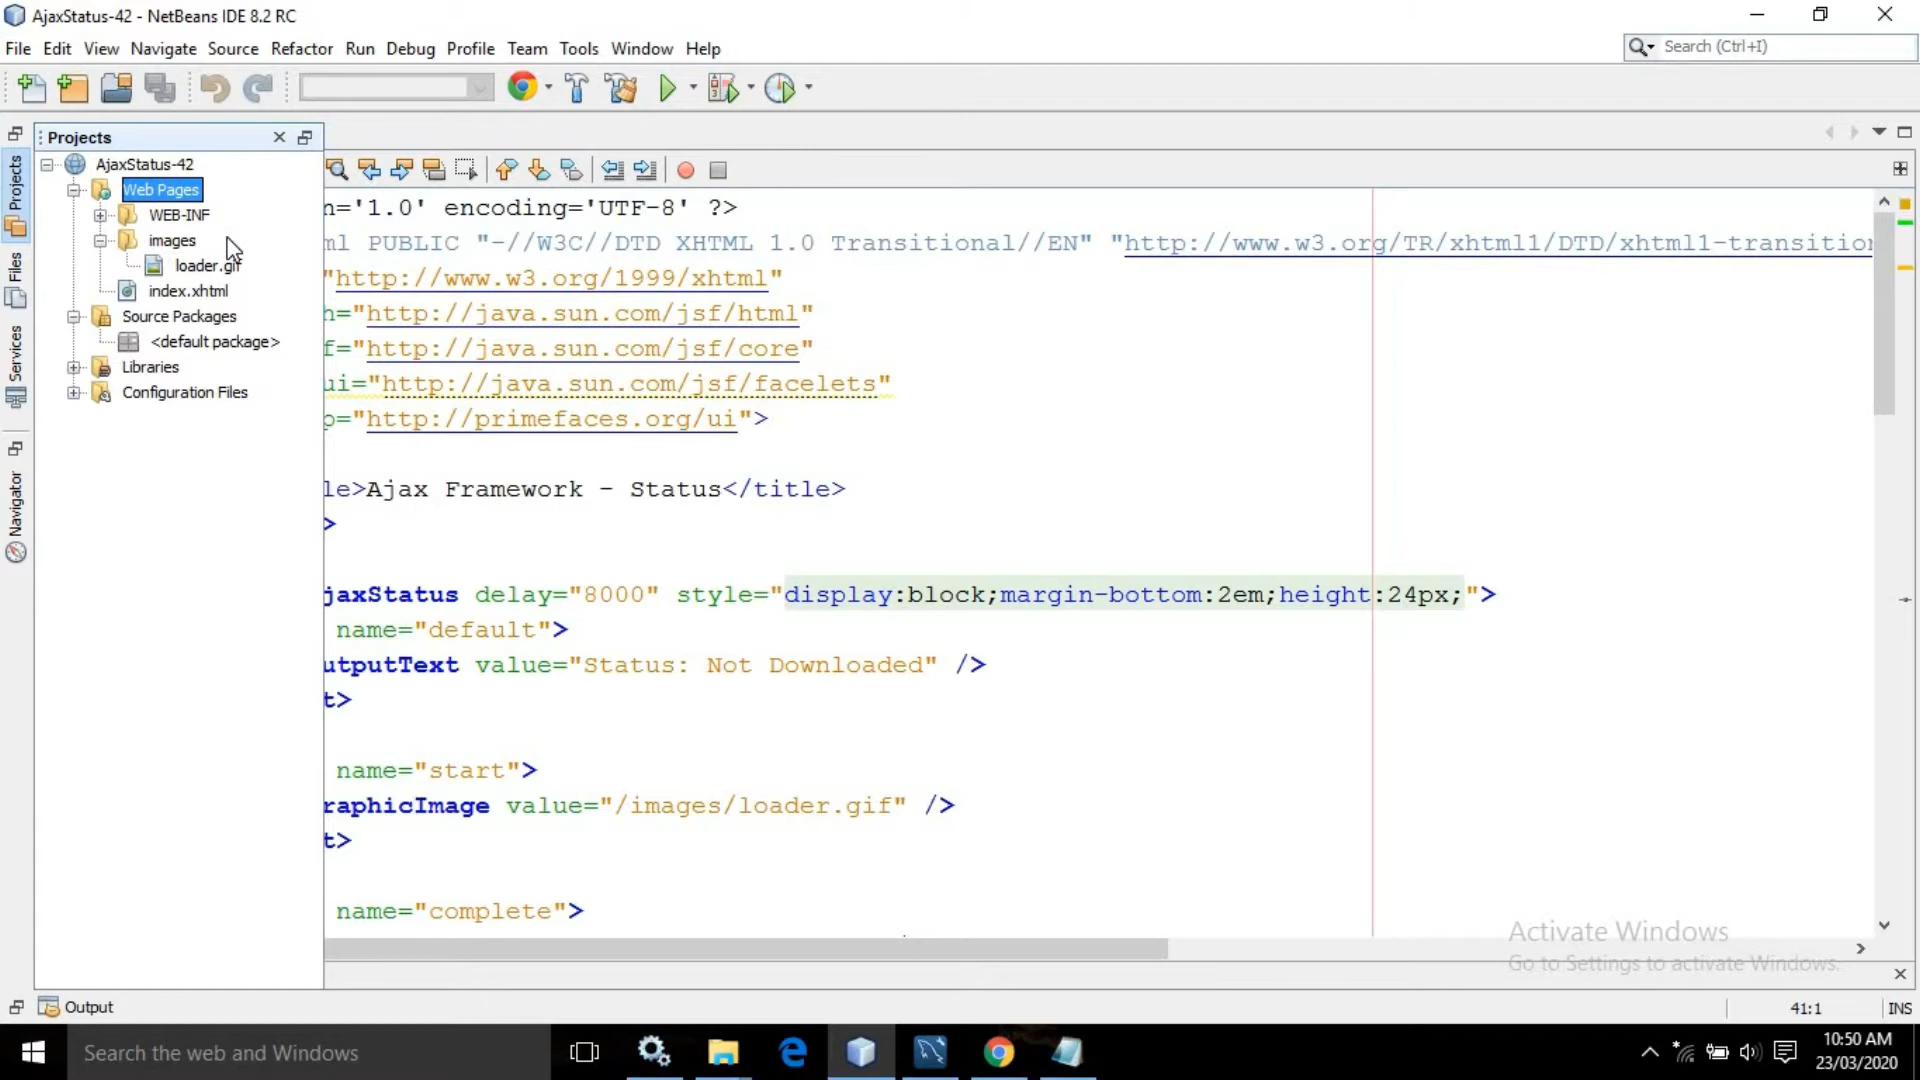 AjaxStatus-42 - NetBeans IDE 8.2 RC
File Edit View Navigate Source Refactor Run Debug Profile Team Tools Window Help
Search (Ctrl+I)
Projects
AjaxStatus-42
Web Pages
WEB-INF
images
loader.gif
index.xhtml
Source Packages
<default package>
Libraries
Configuration Files
Projects
Files
Services
Navigator
n='1.0' encoding='UTF-8' ?>
ml PUBLIC "-//W3C//DTD XHTML 1.0 Transitional//EN" "http://www.w3.org/TR/xhtml1/DTD/xhtml1-transition
"http://www.w3.org/1999/xhtml"
h="http://java.sun.com/jsf/html"
f="http://java.sun.com/jsf/core"
ui="http://java.sun.com/jsf/facelets"
p="http://primefaces.org/ui">
le>Ajax Framework - Status</title>
>
jaxStatus delay="8000" style="display:block;margin-bottom:2em;height:24px;">
name="default">
utputText value="Status: Not Downloaded" />
t>
name="start">
raphicImage value="/images/loader.gif" />
t>
name="complete">
Activate Windows
Go to Settings to activate Windows.
Output
41:1 INS
Search the web and Windows
10:50 AM
23/03/2020